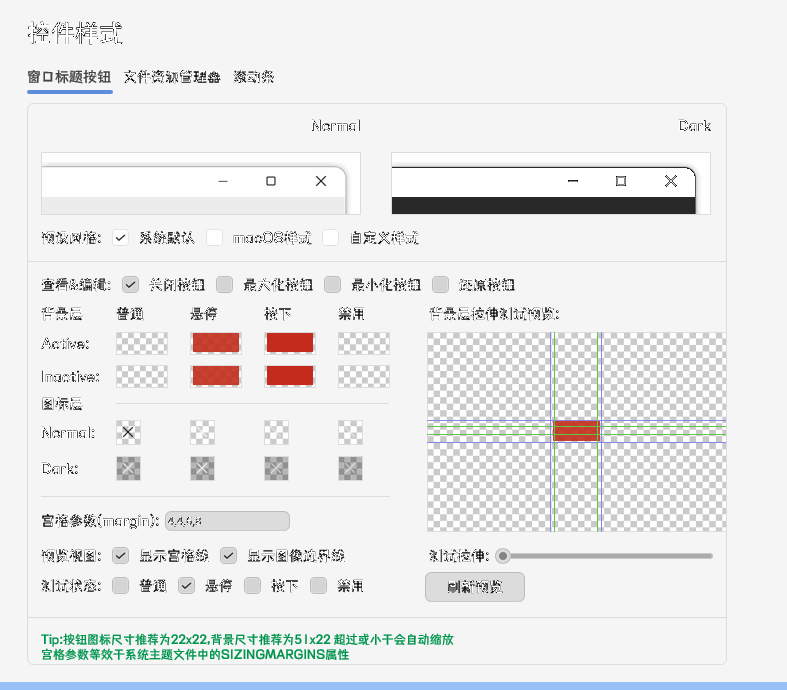 控件样式
窗口标题按钮 文件资源管理器 滚动条
Normal Dark
预设风格: 系统默认 macOS样式 自定义样式
查看&编辑: 关闭按钮 最大化按钮 最小化按钮 还原按钮
背景层 普通 悬停 按下 禁用 背景层拉伸测试预览:
Active:
Inactive:
图标层
Normal:
Dark:
宫格参数(margin): 4,4,6,8
预览视图: 显示宫格线 显示图像边界线 测试拉伸:
测试状态: 普通 悬停 按下 禁用 刷新预览
Tip:按钮图标尺寸推荐为22x22,背景尺寸推荐为51x22 超过或小于会自动缩放
宫格参数等效于系统主题文件中的SIZINGMARGINS属性